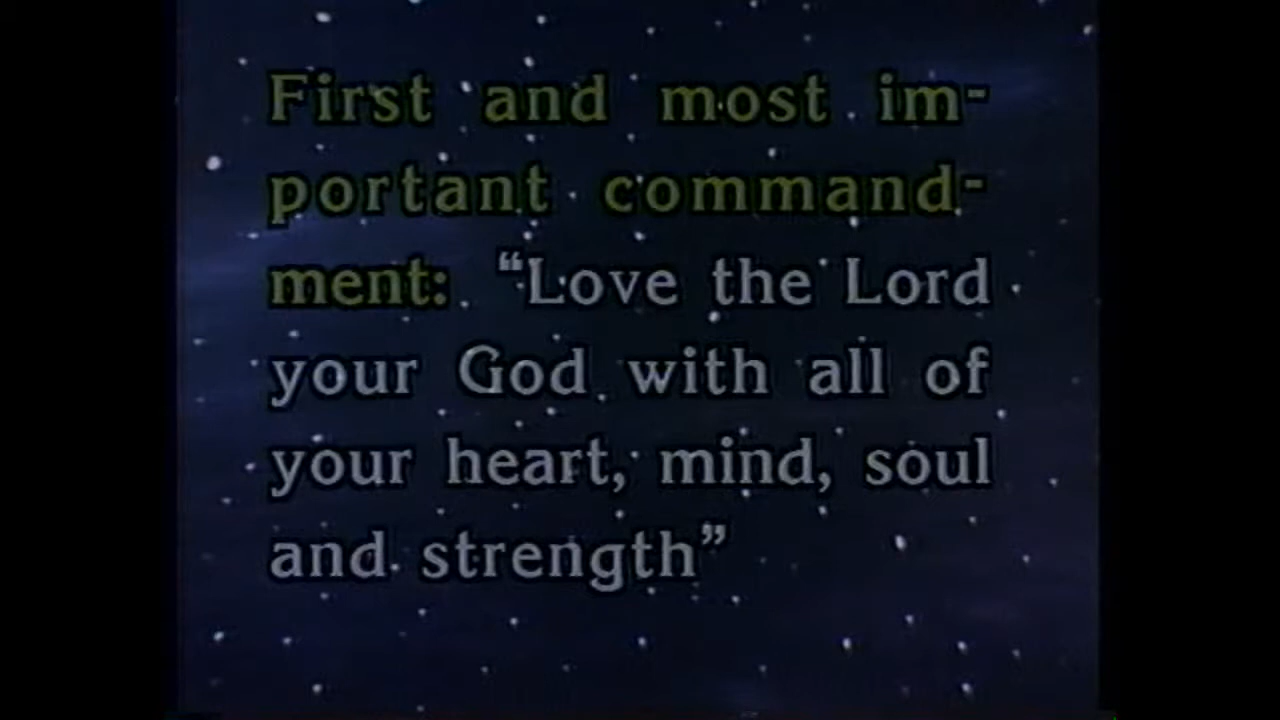 First and most im-
portant command-
ment: “Love the Lord
your God with all of
your heart, mind, soul
and strength”